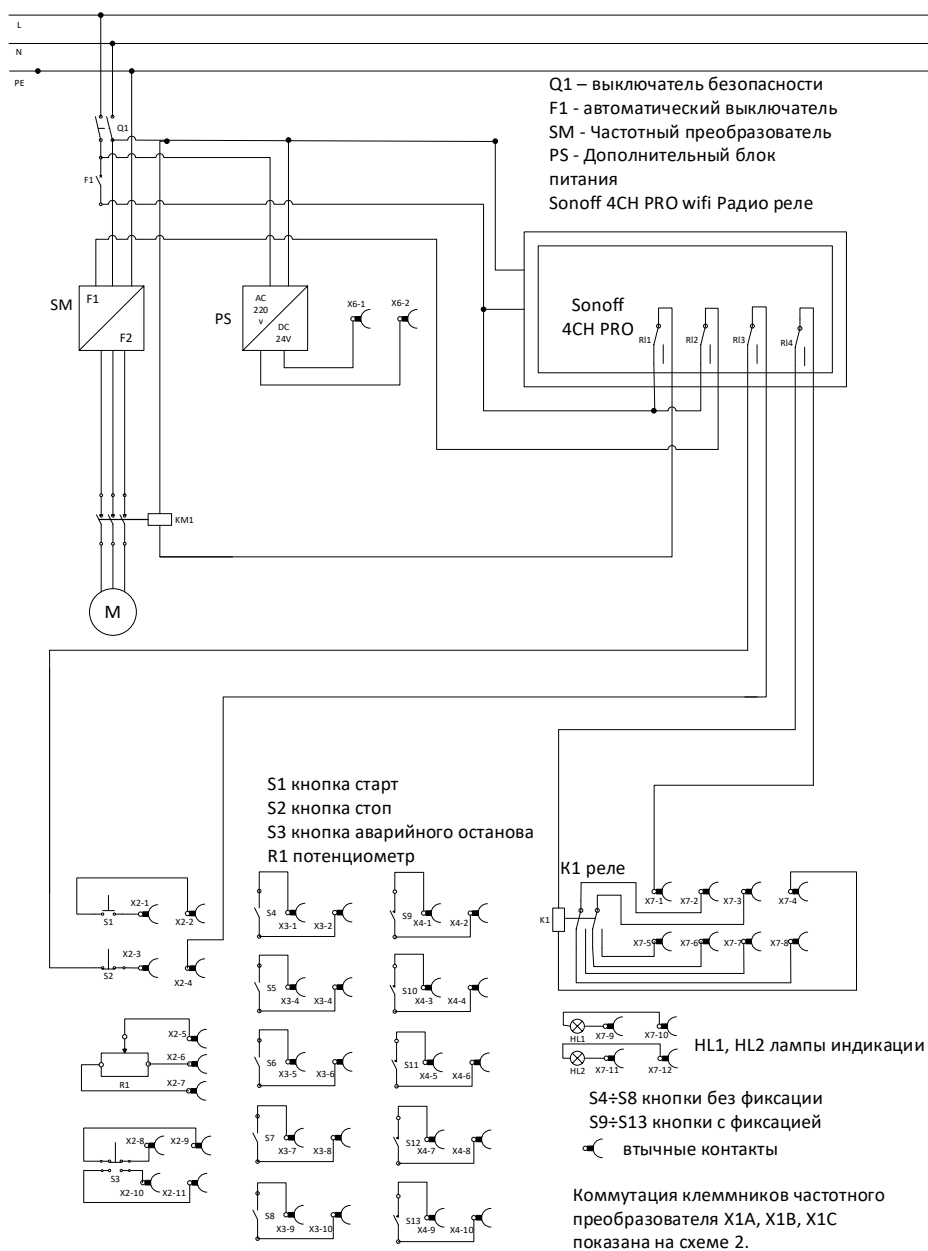 L
N
PE
Q1 – выключатель безопасности
F1 - автоматический выключатель
SM - Частотный преобразователь
PS - Дополнительный блок
питания
Sonoff 4CH PRO wifi Радио реле
Q1
F1
SM
F1
F2
PS
AC
220
v
DC
24V
X6-1
X6-2
Sonoff
4CH PRO
Rl1
Rl2
Rl3
Rl4
KM1
M
S1 кнопка старт
S2 кнопка стоп
S3 кнопка аварийного останова
R1 потенциометр
К1 реле
S1
X2-1
X2-2
S2
X2-3
X2-4
X2-5
X2-6
X2-7
R1
X2-8
X2-9
S3
X2-10
X2-11
S4
X3-1
X3-2
S5
X3-4
X3-4
S6
X3-5
X3-6
S7
X3-7
X3-8
S8
X3-9
X3-10
S9
X4-1
X4-2
S10
X4-3
X4-4
S11
X4-5
X4-6
S12
X4-7
X4-8
S13
X4-9
X4-10
K1
X7-1
X7-2
X7-3
X7-4
X7-5
X7-6
X7-7
X7-8
HL1
X7-9
X7-10
HL2
X7-11
X7-12
HL1, HL2 лампы индикации
S4÷S8 кнопки без фиксации
S9÷S13 кнопки с фиксацией
втычные контакты
Коммутация клеммников частотного
преобразователя X1A, X1B, X1C
показана на схеме 2.